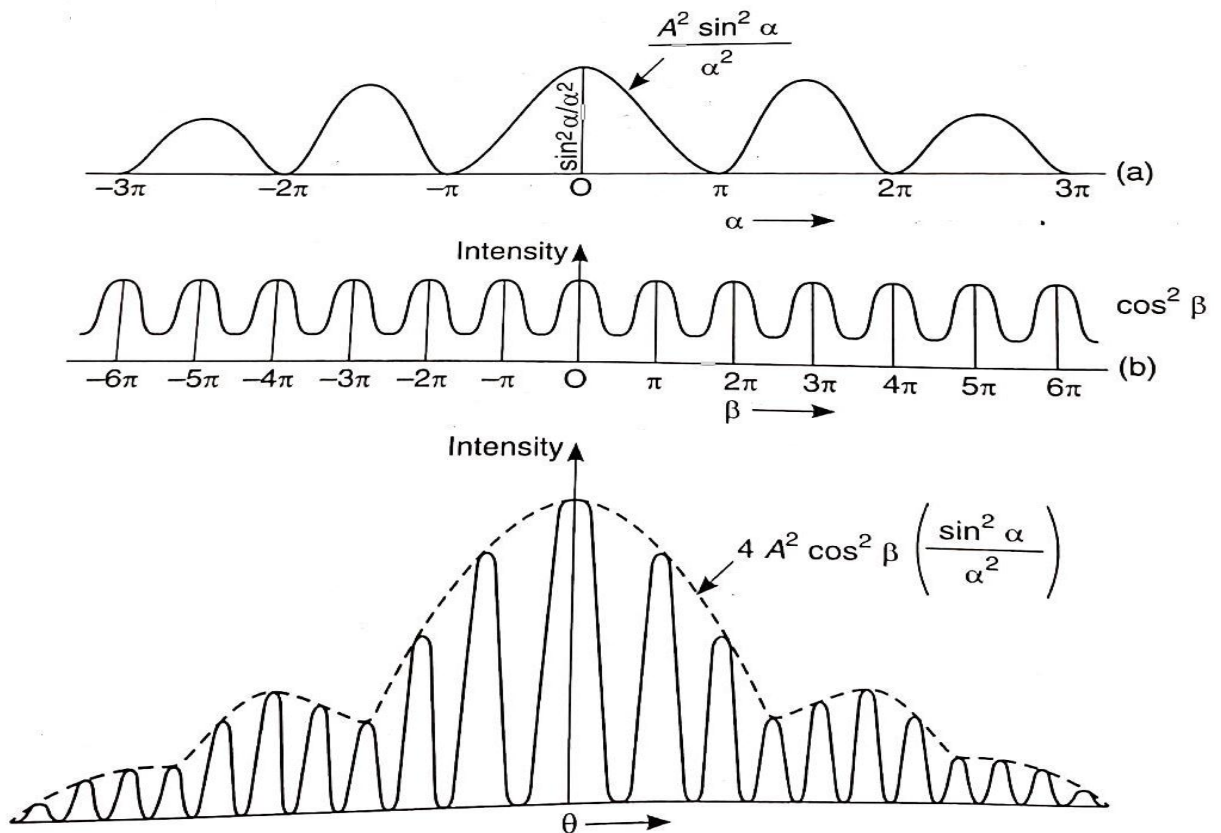 A² sin² α
α²
sin² α/α²
−3π −2π −π O π 2π 3π (a)
α
Intensity
cos² β
−6π −5π −4π −3π −2π −π O π 2π 3π 4π 5π 6π (b)
β
Intensity
4 A² cos² β ( sin² α
α² )
θ